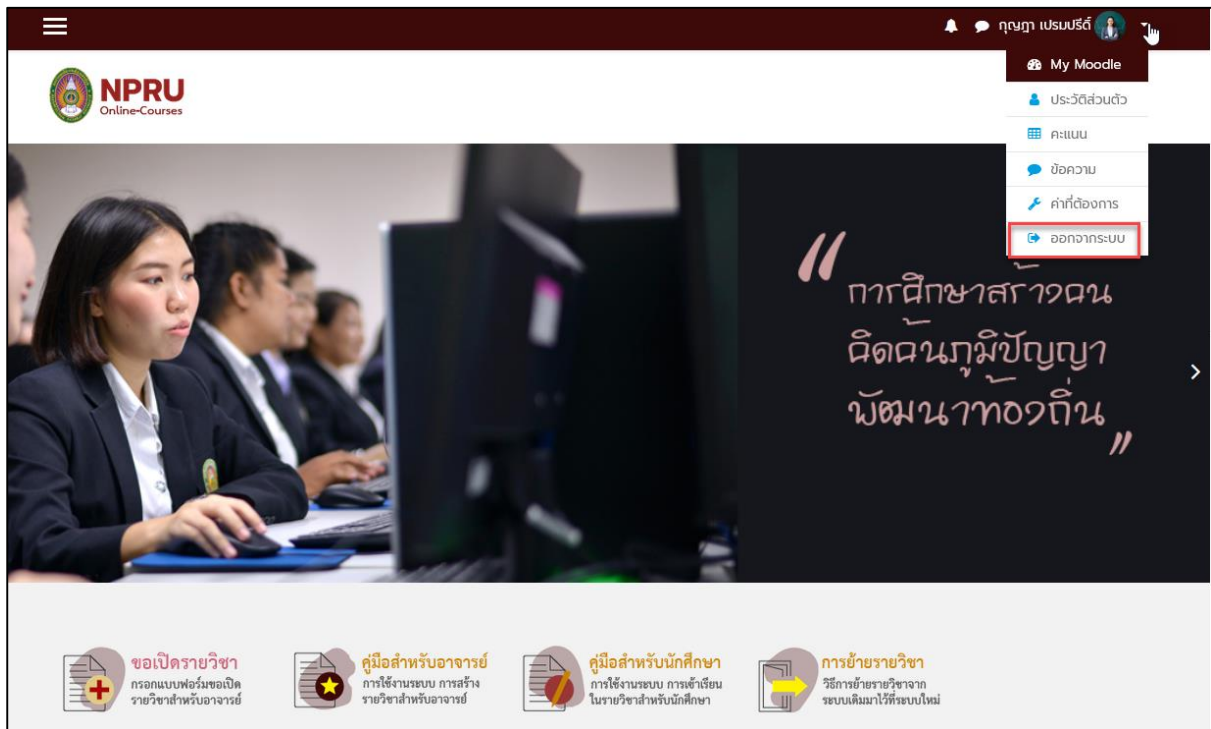 กุญฎา เปรมปรีดิ์
My Moodle
ประวัติส่วนตัว
คะแนน
ข้อความ
ค่าที่ต้องการ
ออกจากระบบ
NPRU
Online-Courses
"การศึกษาสร้างคน
คิดค้นภูมิปัญญา
พัฒนาท้องถิ่น"
ขอเปิดรายวิชา
กรอกแบบฟอร์มขอเปิด
รายวิชาสำหรับอาจารย์
คู่มือสำหรับอาจารย์
การใช้งานระบบ การสร้าง
รายวิชาสำหรับอาจารย์
คู่มือสำหรับนักศึกษา
การใช้งานระบบ การเข้าเรียน
ในรายวิชาสำหรับนักศึกษา
การย้ายรายวิชา
วิธีการย้ายรายวิชาจาก
ระบบเดิมมาไว้ที่ระบบใหม่